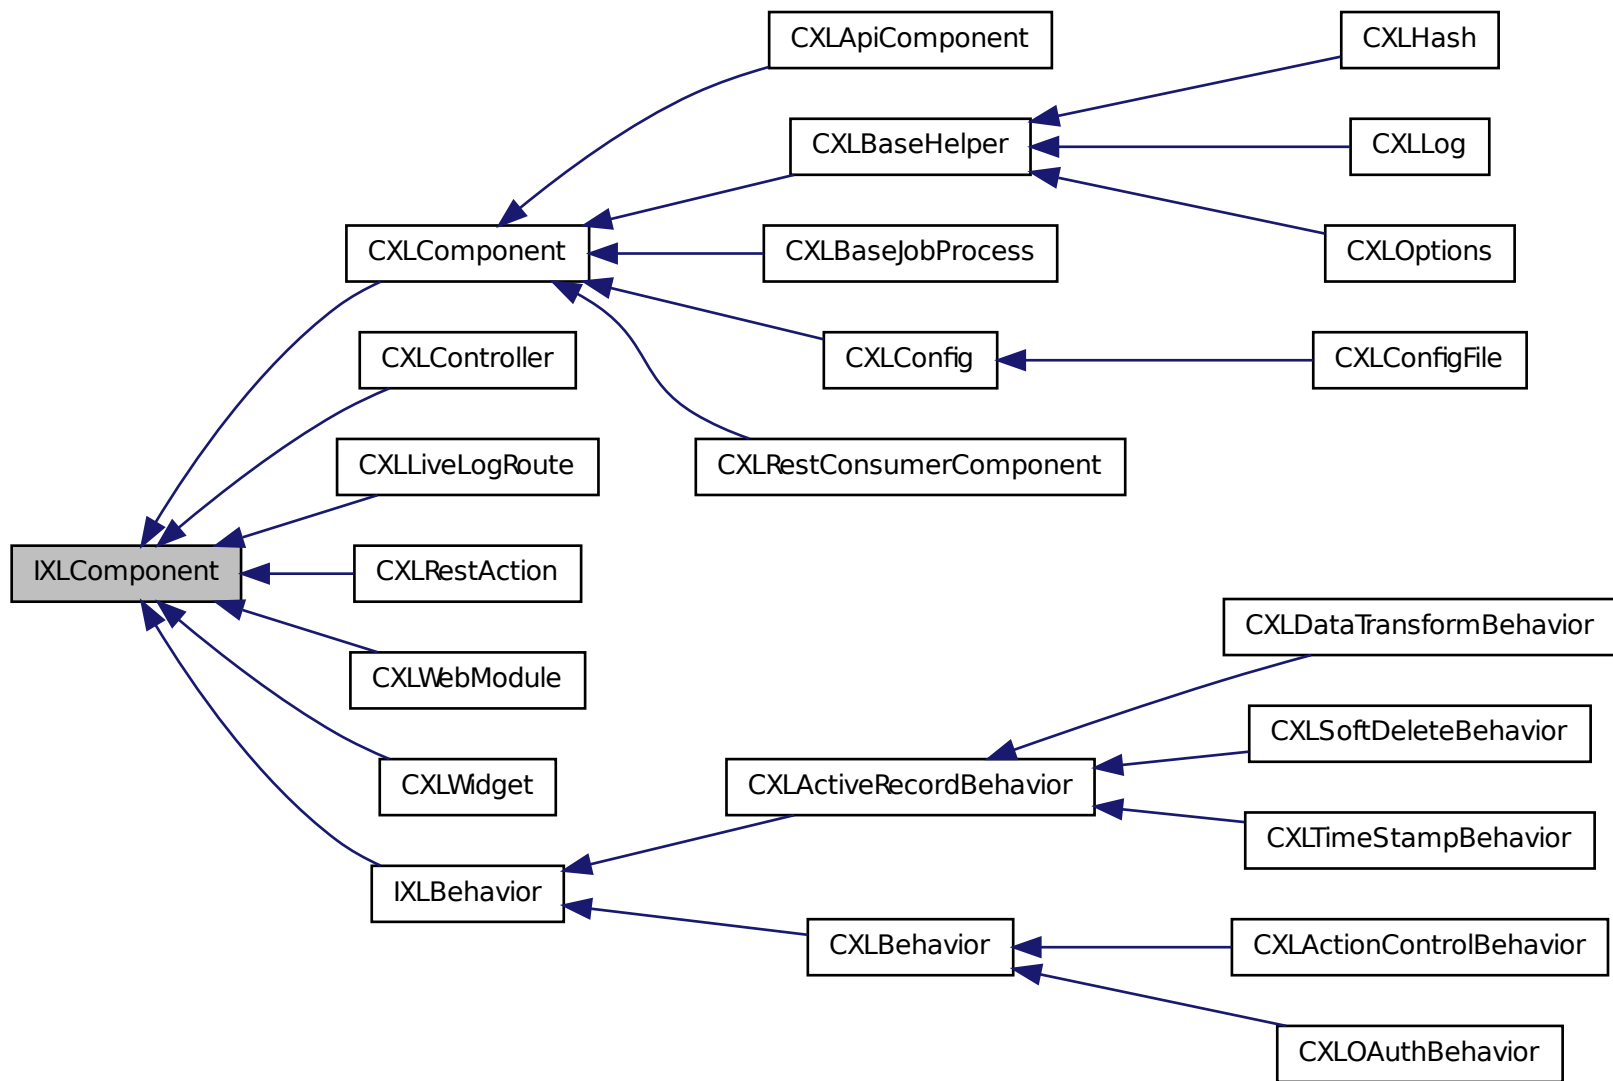 CXLApiComponent
CXLHash
CXLBaseHelper
CXLLog
CXLComponent
CXLBaseJobProcess
CXLOptions
CXLController
CXLConfig
CXLConfigFile
CXLLiveLogRoute
CXLRestConsumerComponent
IXLComponent
CXLRestAction
CXLDataTransformBehavior
CXLWebModule
CXLSoftDeleteBehavior
CXLWidget
CXLActiveRecordBehavior
CXLTimeStampBehavior
IXLBehavior
CXLBehavior
CXLActionControlBehavior
CXLOAuthBehavior